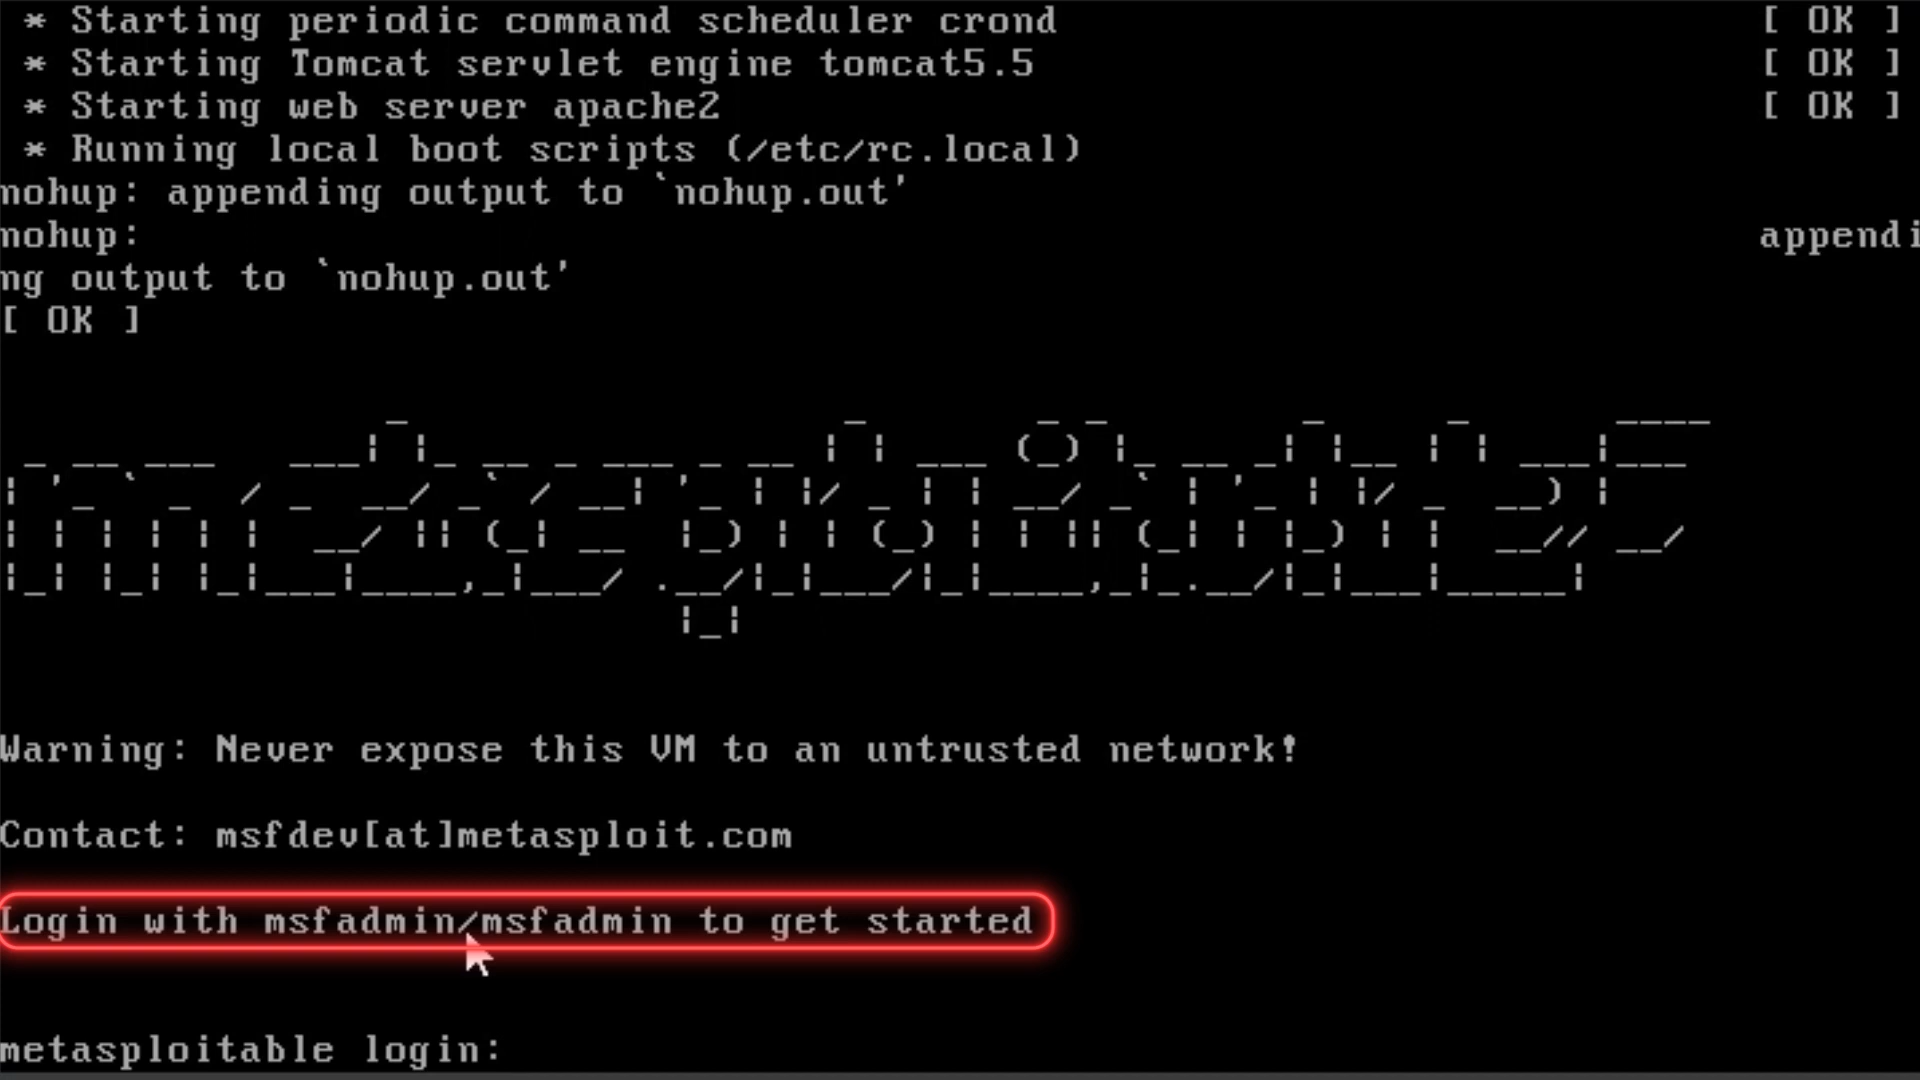 * Starting periodic command scheduler crond [ OK ]
* Starting Tomcat servlet engine tomcat5.5 [ OK ]
* Starting web server apache2 [ OK ]
* Running local boot scripts (/etc/rc.local)
nohup: appending output to `nohup.out'
nohup: appendi
ng output to `nohup.out'
[ OK ]
metasploitable2
Warning: Never expose this VM to an untrusted network!
Contact: msfdev[at]metasploit.com
Login with msfadmin/msfadmin to get started
metasploitable login: